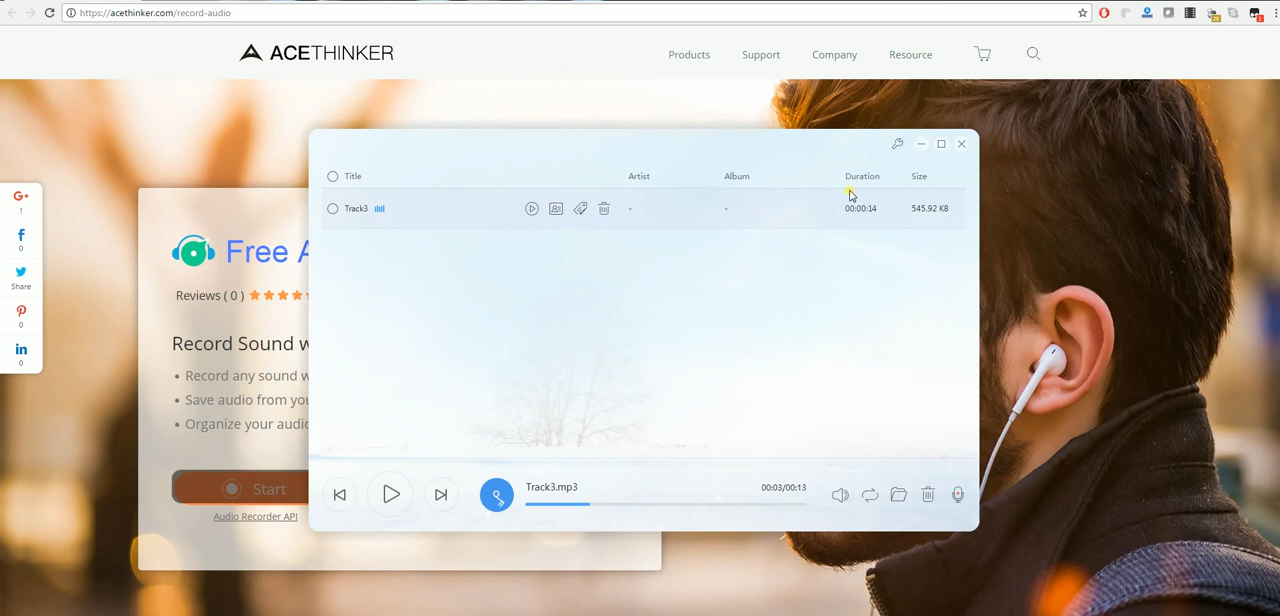 https://acethinker.com/record-audio
ACETHINKER
Products Support Company Resource
G+
1
f
0
Share
0
in
0
Title Artist Album Duration Size
Track3 - - 00:00:14 545.92 KB
Free A
Reviews ( 0 )
Record Sound w
• Record any sound w
• Save audio from you
• Organize your audio
Start
Audio Recorder API
Track3.mp3 00:03/00:13